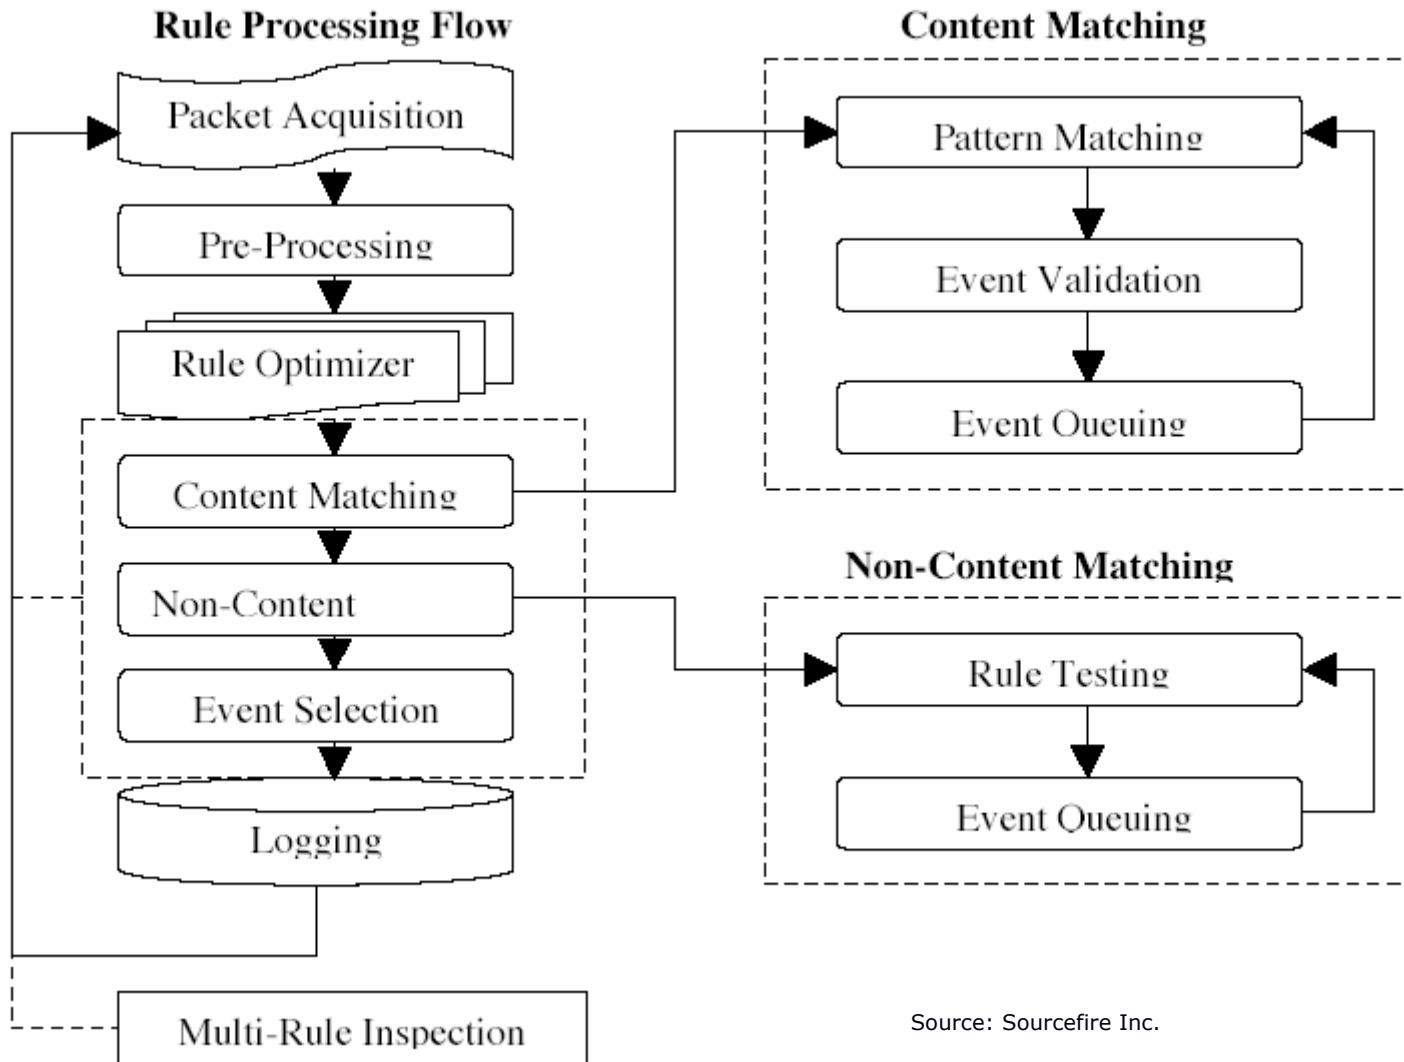 Rule Processing Flow
Packet Acquisition
Pre-Processing
Rule Optimizer
Content Matching
Non-Content
Event Selection
Logging
Multi-Rule Inspection
Content Matching
Pattern Matching
Event Validation
Event Queuing
Non-Content Matching
Rule Testing
Event Queuing
Source: Sourcefire Inc.